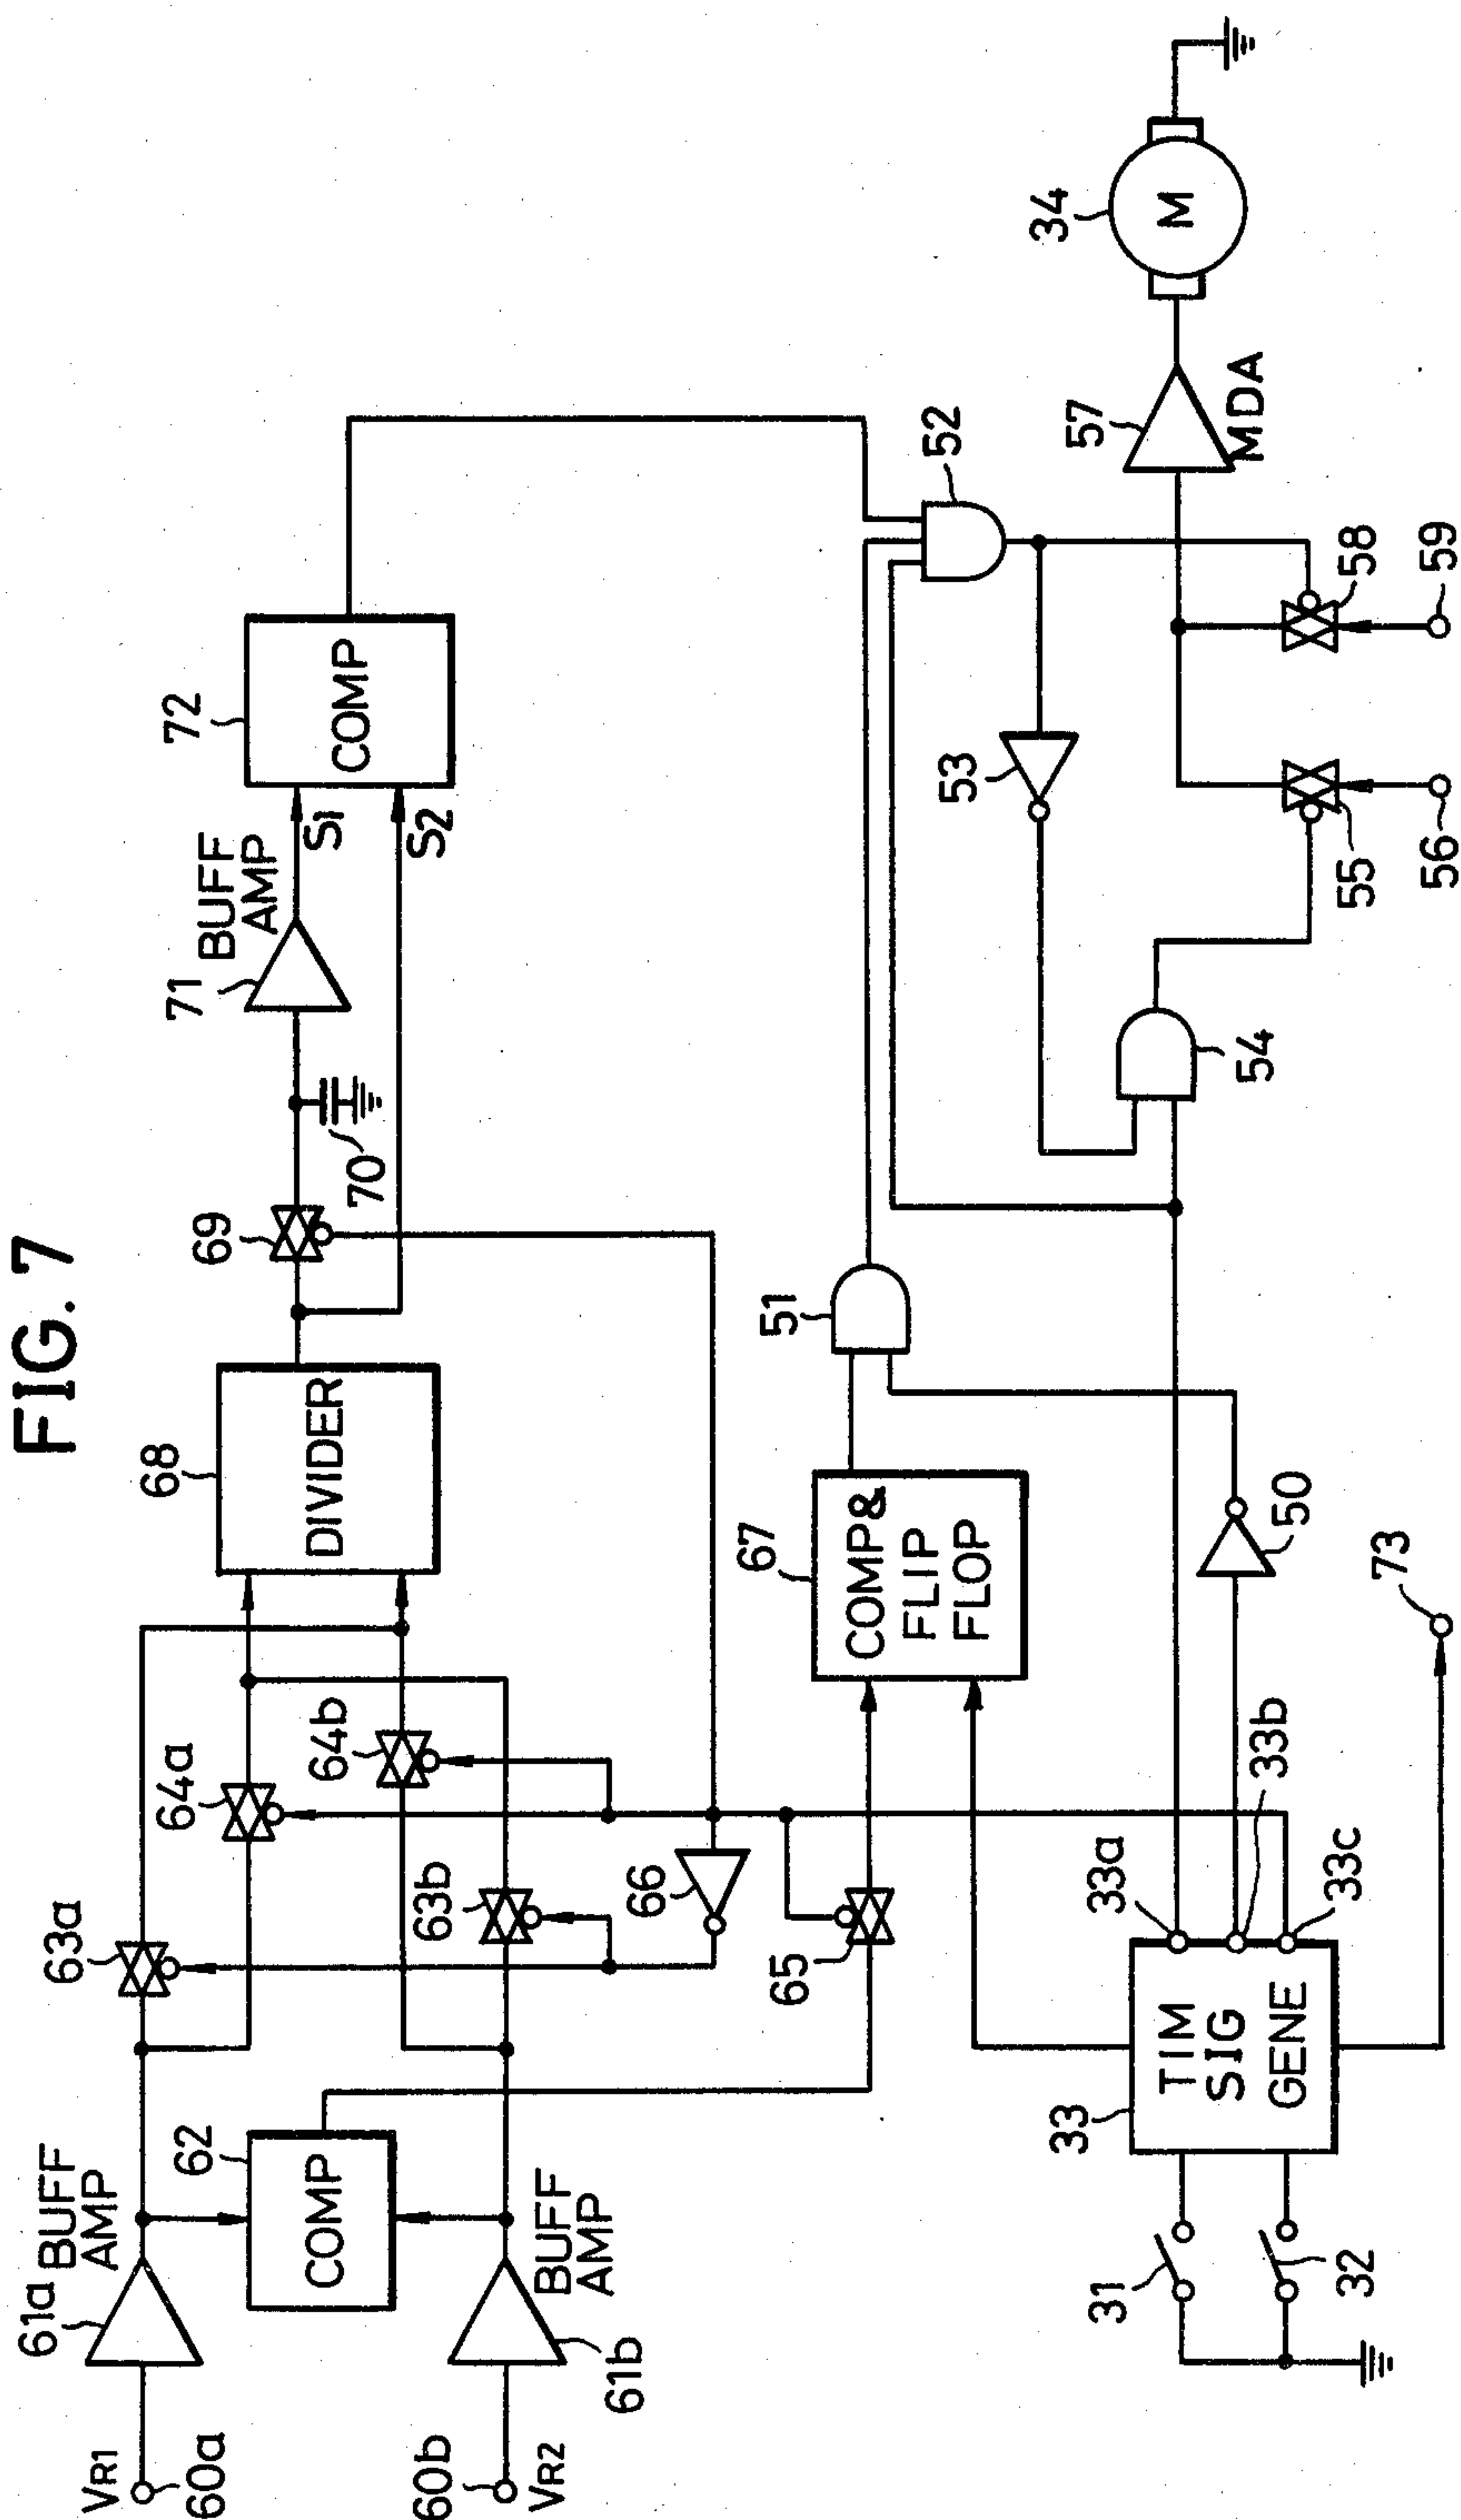 FIG. 7
VR1
60a
61a
BUFF
AMP
63a
64a
68
DIVIDER
69
70
71
BUFF
AMP
S1
S2
72
COMP
62
COMP
64b
63b
60b
VR2
61b
BUFF
AMP
66
65
67
COMP&
FLIP
FLOP
51
52
53
54
31
32
33
TIM
SIG
GENE
33a
33b
33c
50
73
55
56
57
MDA
58
59
34
M